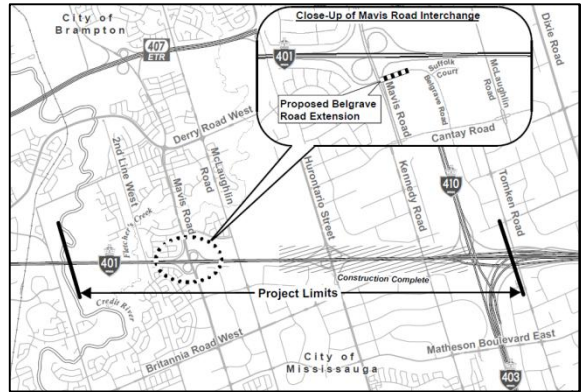 City of
Brampton
407
ETR
Close-Up of Mavis Road Interchange
401
Suffolk
Court
Belgrave Road
McLaughlin
Road
Mavis Road
Proposed Belgrave
Road Extension
Cantay Road
Dixie Road
Derry Road West
2nd Line West
Mavis Road
McLaughlin
Road
Hurontario Street
Kennedy Road
410
Tomken Road
Fletcher's Creek
401
Construction Complete
Project Limits
Credit River
Britannia Road West
Matheson Boulevard East
City of
Mississauga
403